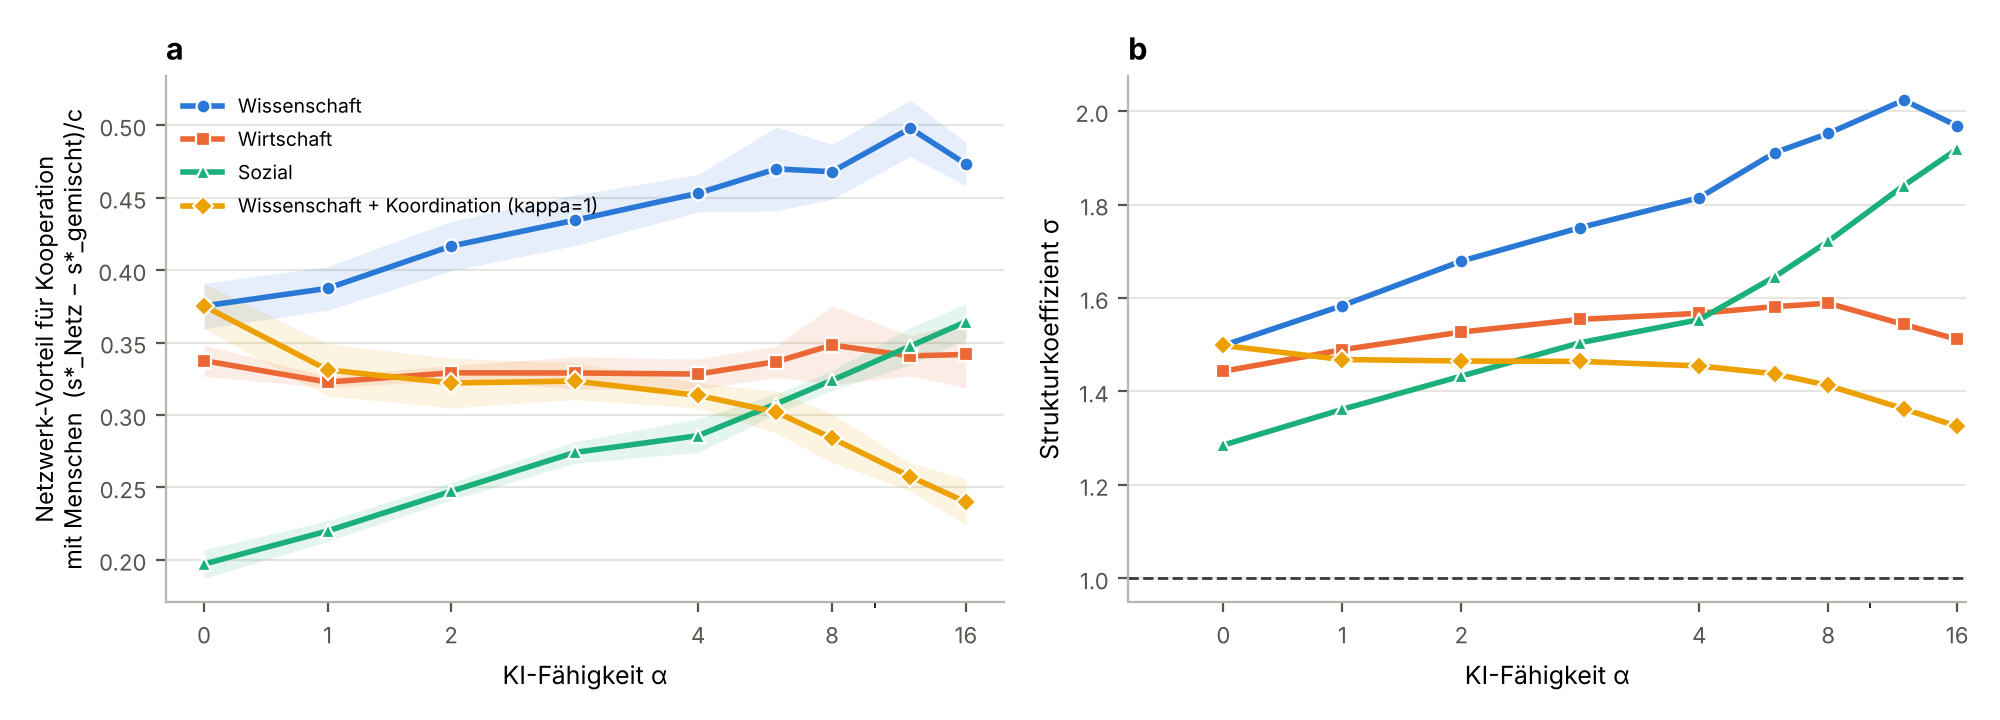 a
Netzwerk-Vorteil für Kooperation
mit Menschen (s*_Netz − s*_gemischt)/c
0.50
0.45
0.40
0.35
0.30
0.25
0.20
Wissenschaft
Wirtschaft
Sozial
Wissenschaft + Koordination (kappa=1)
0 1 2 4 8 16
KI-Fähigkeit α
b
Strukturkoeffizient σ
2.0
1.8
1.6
1.4
1.2
1.0
0 1 2 4 8 16
KI-Fähigkeit α